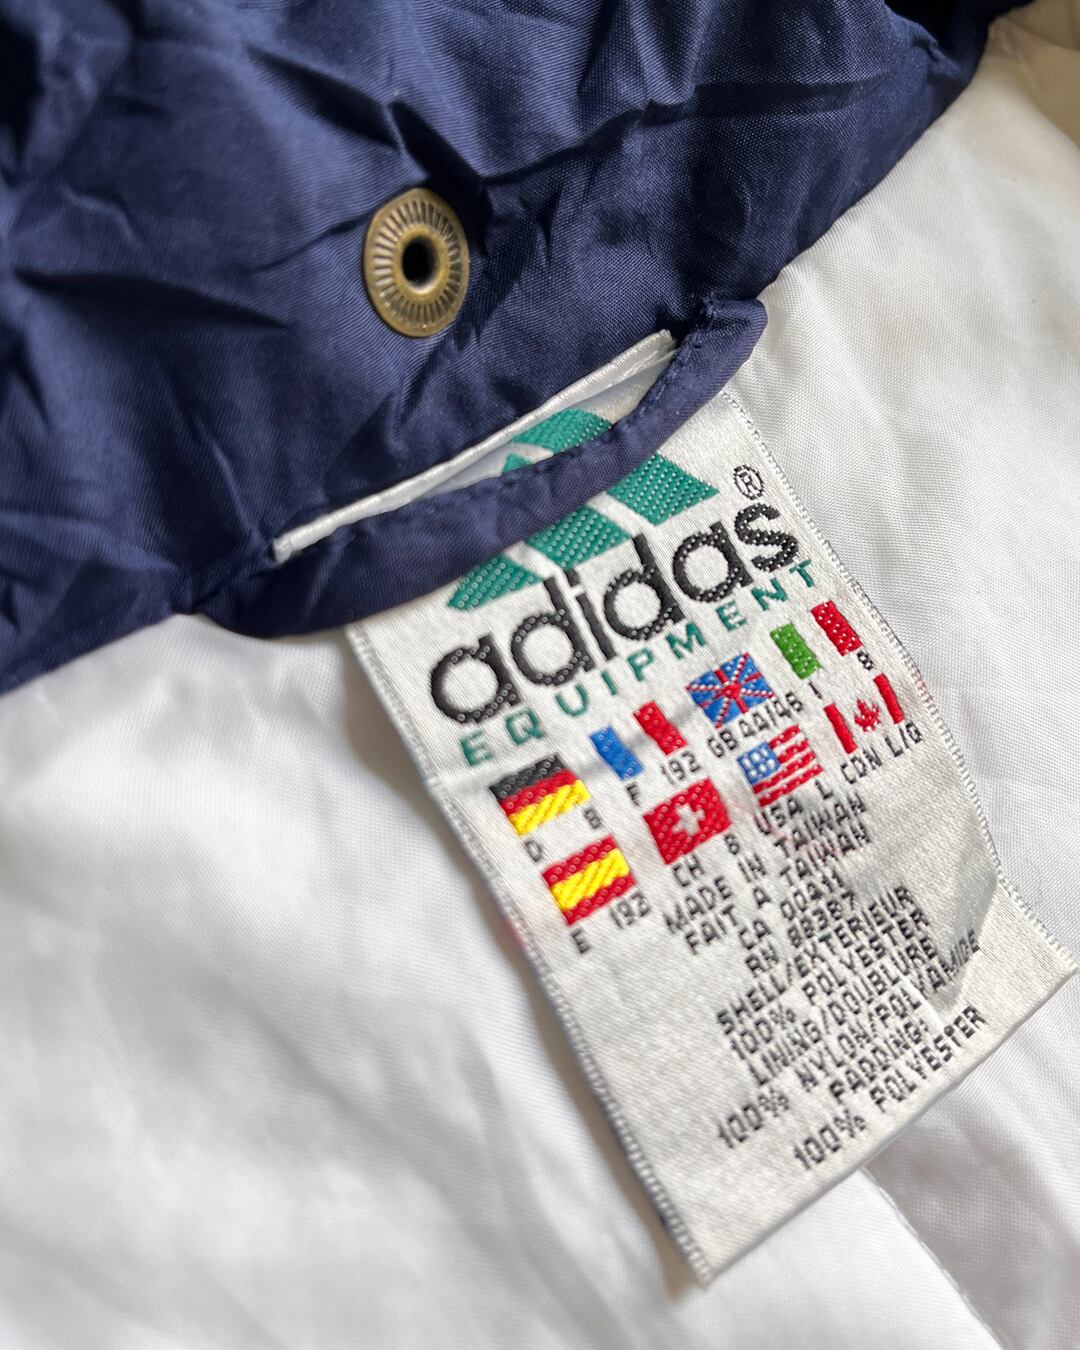 adidas®
EQUIPMENT
D 8 F 192 GB 44/46 I 8
E 192 CH 8 USA L CDN L/G
MADE IN TAIWAN
FAIT A TAIWAN
CA 00411
RN 88387
SHELL/EXTERIEUR
100% POLYESTER
LINING/DOUBLURE
100% NYLON/POLYAMIDE
PADDING:
100% POLYESTER